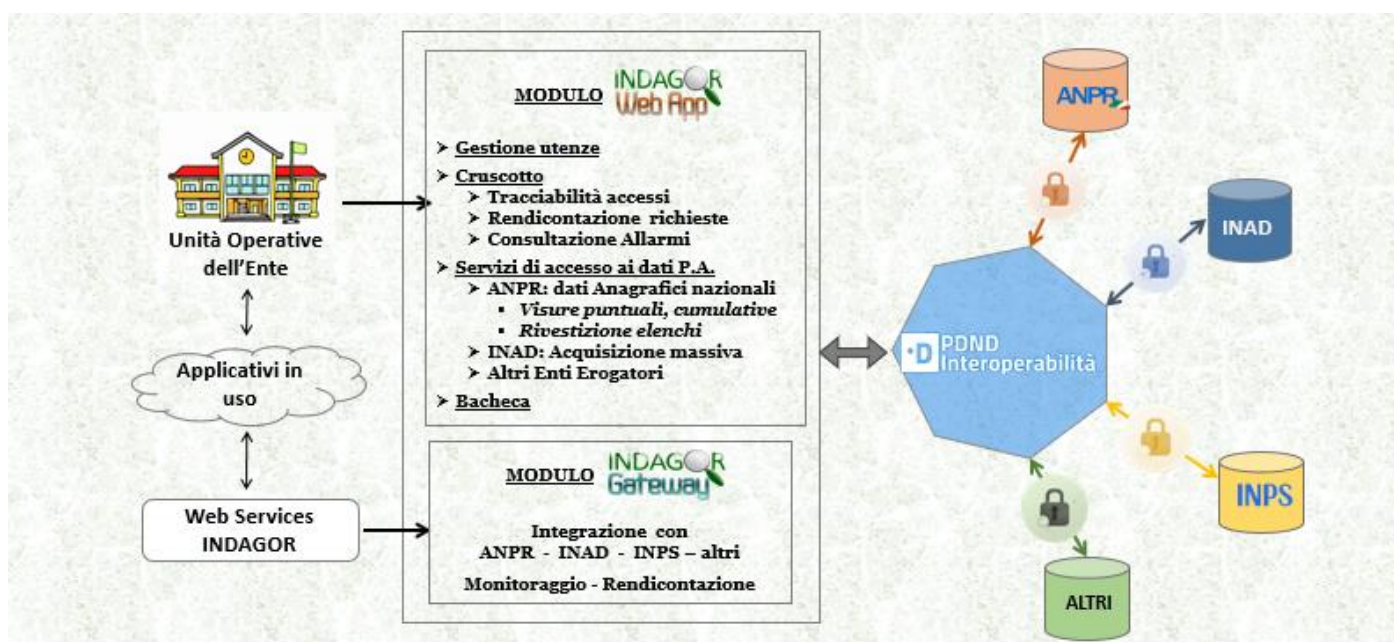 Unità Operative
dell'Ente
Applicativi in
uso
Web Services
INDAGOR
MODULO
INDAGOR
Web App
➢ Gestione utenze
➢ Cruscotto
➢ Tracciabilità accessi
➢ Rendicontazione richieste
➢ Consultazione Allarmi
➢ Servizi di accesso ai dati P.A.
➢ ANPR: dati Anagrafici nazionali
▪ Visure puntuali, cumulative
▪ Rivestizione elenchi
➢ INAD: Acquisizione massiva
➢ Altri Enti Erogatori
➢ Bacheca
MODULO
INDAGOR
Gateway
Integrazione con
ANPR - INAD - INPS – altri
Monitoraggio - Rendicontazione
·D PDND
Interoperabilità
ANPR
INAD
INPS
ALTRI